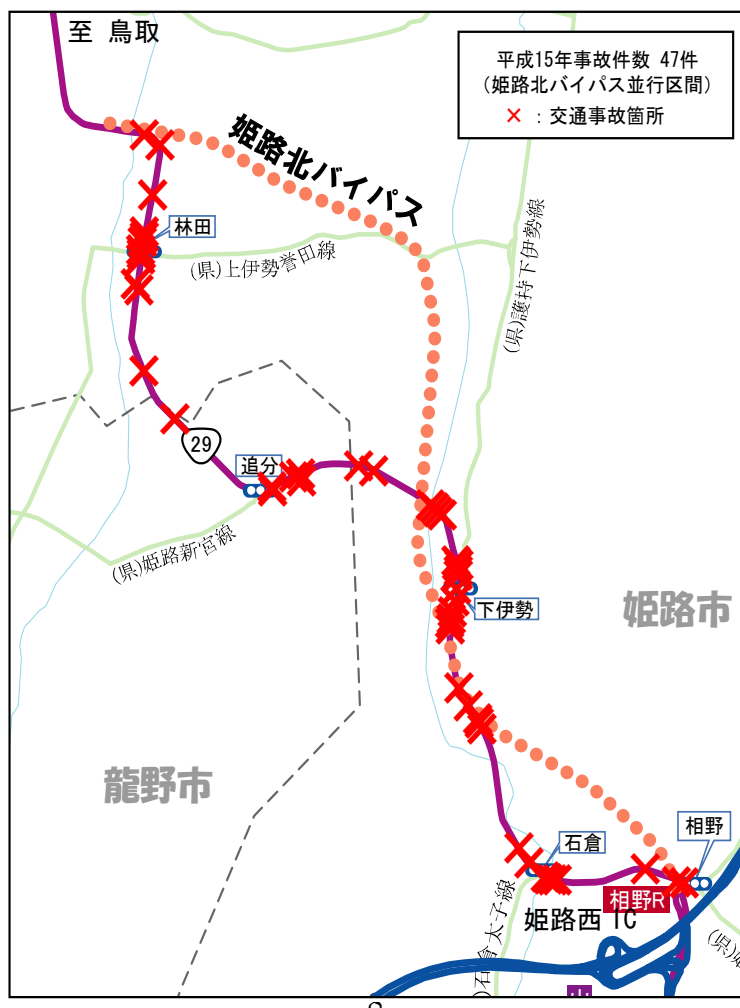 至 鳥取
平成15年事故件数 47件
(姫路北バイパス並行区間)
× : 交通事故箇所
姫路北バイパス
林田
(県)上伊勢誉田線
(県)護持下伊勢線
29
追分
(県)姫路新宮線
下伊勢
姫路市
龍野市
石倉
相野
相野R
姫路西IC
)石倉太子線
(県)姫
山